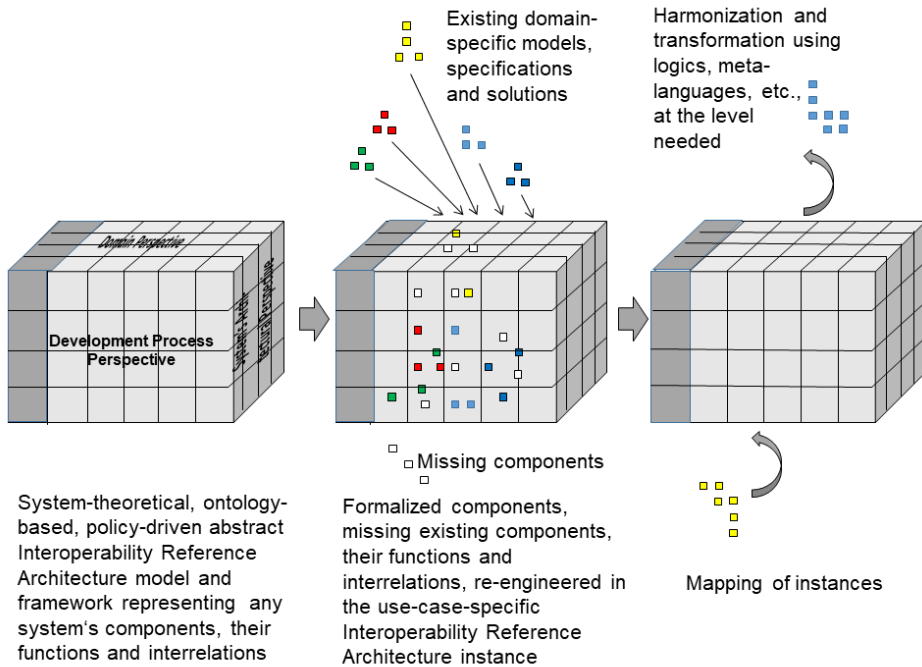 Existing domain-
specific models,
specifications
and solutions
Harmonization and
transformation using
logics, meta-
languages, etc.,
at the level
needed
Domain Perspective
Development Process
Perspective
Missing components
System-theoretical, ontology-
based, policy-driven abstract
Interoperability Reference
Architecture model and
framework representing any
system‘s components, their
functions and interrelations
Formalized components,
missing existing components,
their functions and
interrelations, re-engineered in
the use-case-specific
Interoperability Reference
Architecture instance
Mapping of instances